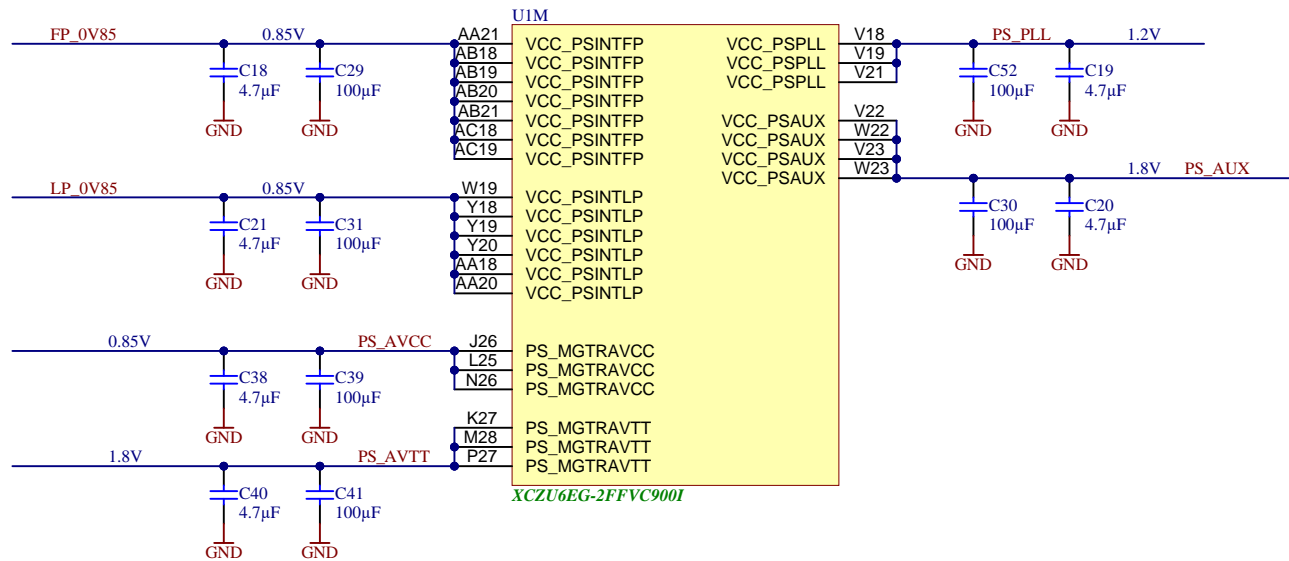 U1M
FP_0V85 0.85V AA21 VCC_PSINTFP VCC_PSPLL V18 PS_PLL 1.2V
AB18 VCC_PSINTFP VCC_PSPLL V19
C18 C29 AB19 VCC_PSINTFP VCC_PSPLL V21 C52 C19
4.7µF 100µF AB20 VCC_PSINTFP 100µF 4.7µF
AB21 VCC_PSINTFP VCC_PSAUX V22
GND GND AC18 VCC_PSINTFP VCC_PSAUX W22 GND GND
AC19 VCC_PSINTFP VCC_PSAUX V23
VCC_PSAUX W23 1.8V PS_AUX
LP_0V85 0.85V W19 VCC_PSINTLP
Y18 VCC_PSINTLP C30 C20
C21 C31 Y19 VCC_PSINTLP 100µF 4.7µF
4.7µF 100µF Y20 VCC_PSINTLP
AA18 VCC_PSINTLP GND GND
GND GND AA20 VCC_PSINTLP
0.85V PS_AVCC J26 PS_MGTRAVCC
L25 PS_MGTRAVCC
C38 C39 N26 PS_MGTRAVCC
4.7µF 100µF
K27 PS_MGTRAVTT
GND GND M28 PS_MGTRAVTT
1.8V PS_AVTT P27 PS_MGTRAVTT
C40 C41 XCZU6EG-2FFVC900I
4.7µF 100µF
GND GND